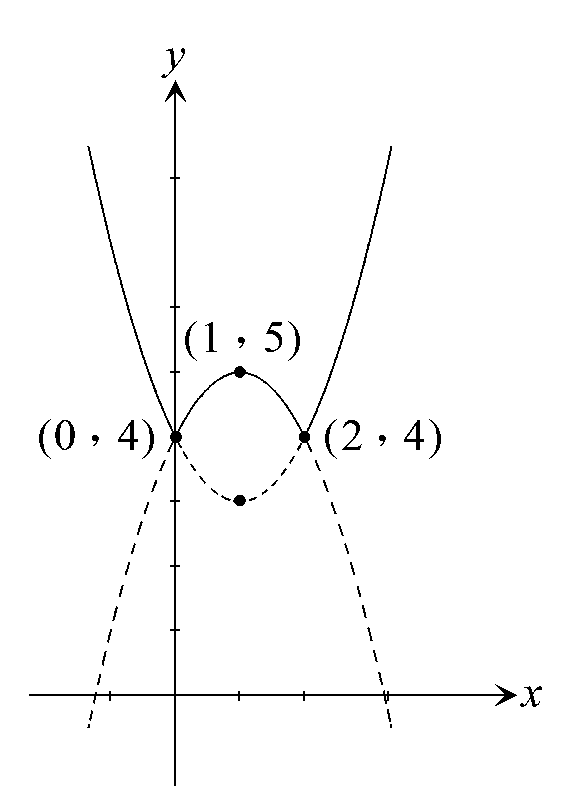 y
(1 , 5)
(0 , 4)
(2 , 4)
x